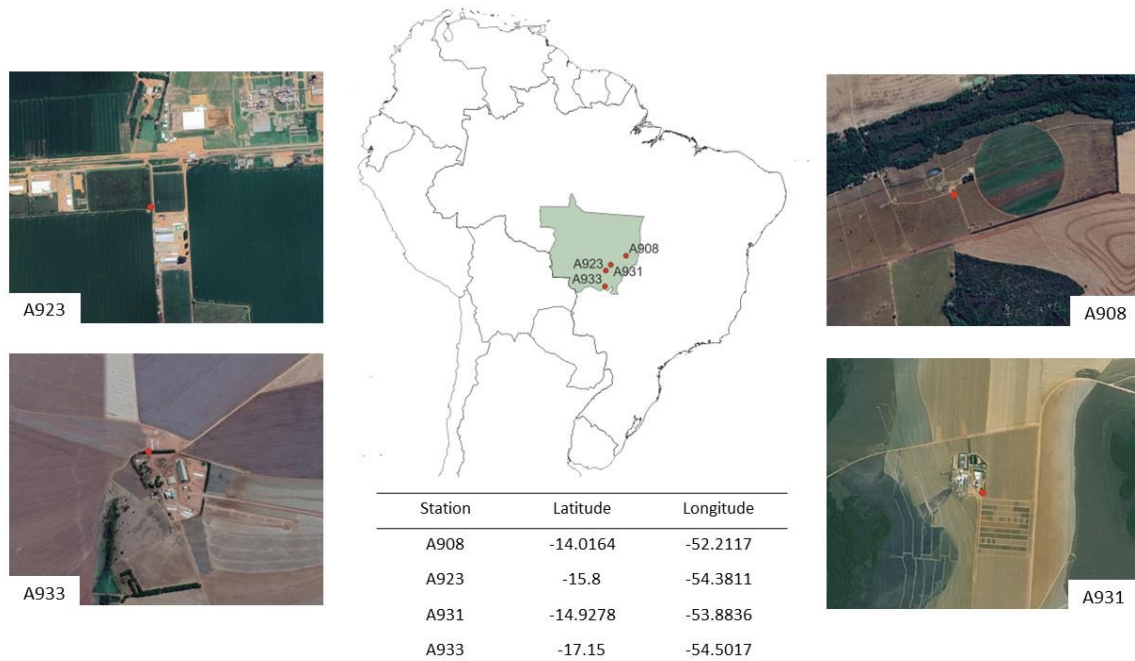 A908
A923
A931
A933
A923
A908
A933
A931
Station Latitude Longitude
A908 -14.0164 -52.2117
A923 -15.8 -54.3811
A931 -14.9278 -53.8836
A933 -17.15 -54.5017